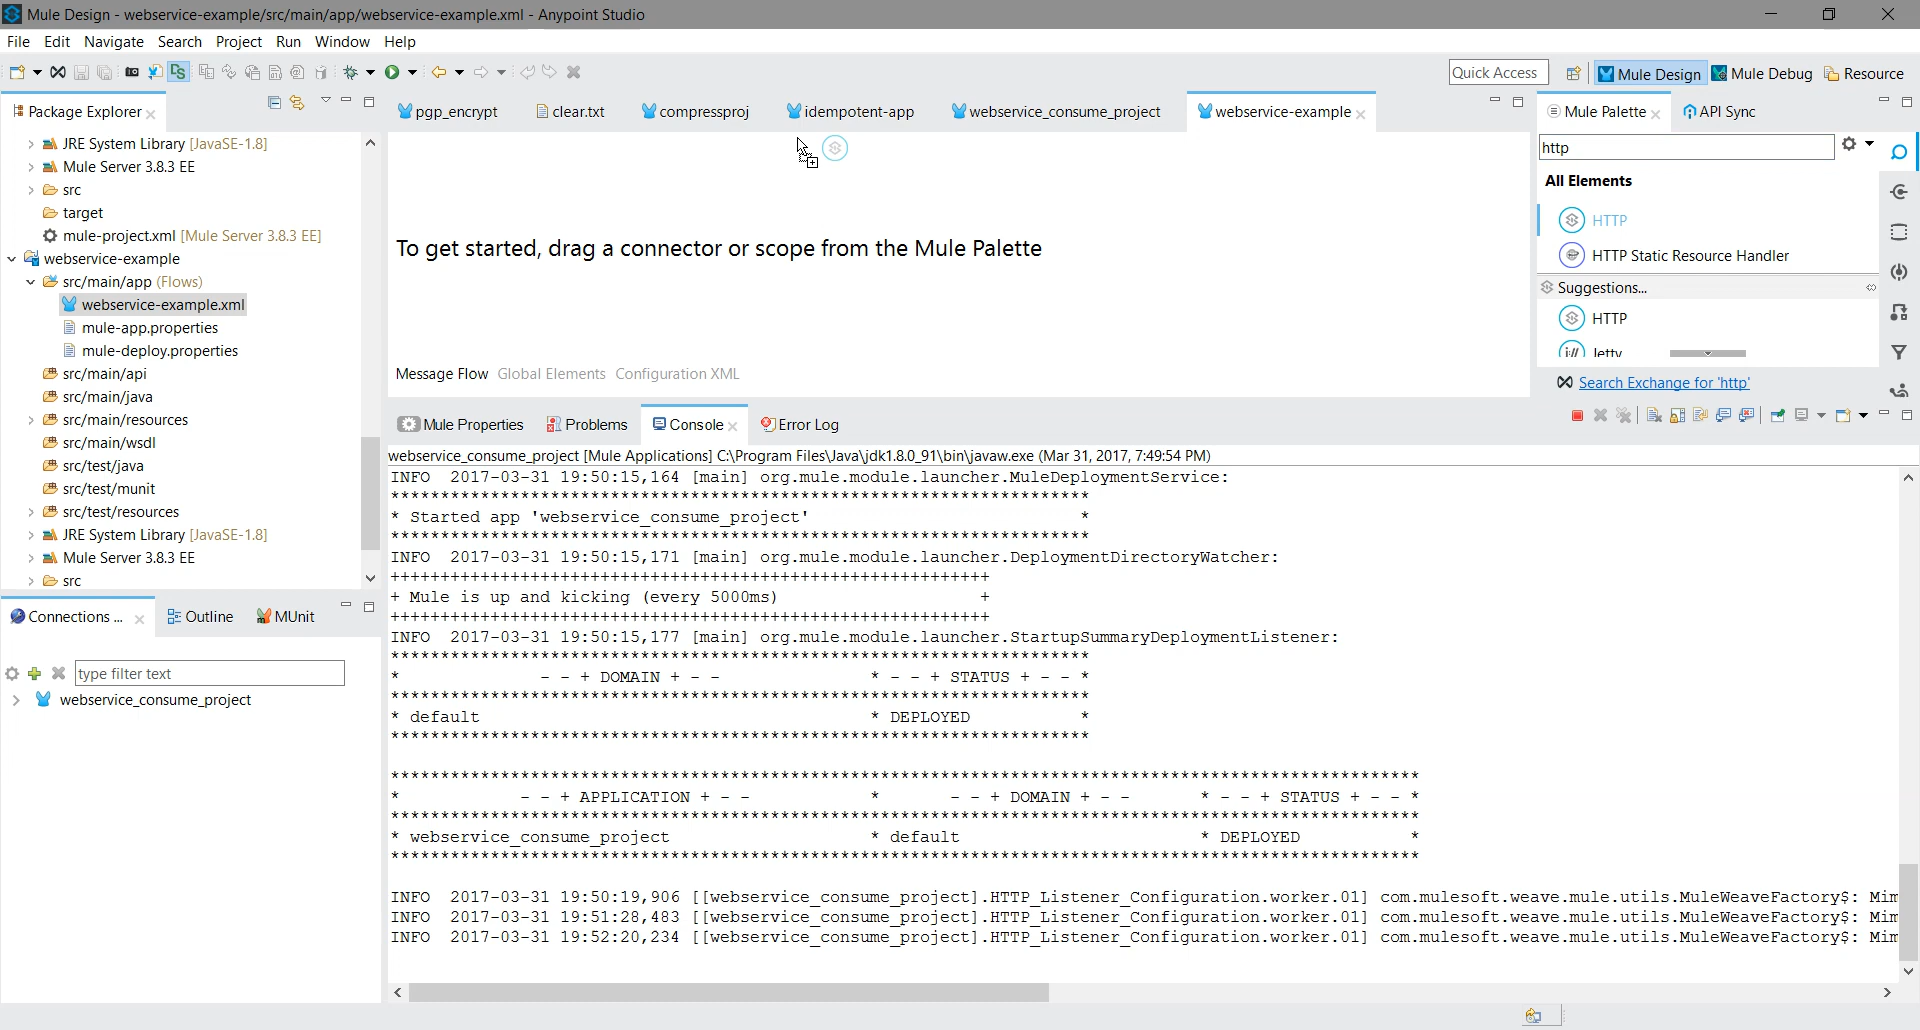 Mule Design - webservice-example/src/main/app/webservice-example.xml - Anypoint Studio
File Edit Navigate Search Project Run Window Help
Quick Access Mule Design Mule Debug Resource
Package Explorer
JRE System Library [JavaSE-1.8]
Mule Server 3.8.3 EE
src
target
mule-project.xml [Mule Server 3.8.3 EE]
webservice-example
src/main/app (Flows)
webservice-example.xml
mule-app.properties
mule-deploy.properties
src/main/api
src/main/java
src/main/resources
src/main/wsdl
src/test/java
src/test/munit
src/test/resources
JRE System Library [JavaSE-1.8]
Mule Server 3.8.3 EE
src
Connections ... Outline MUnit
type filter text
webservice_consume_project
pgp_encrypt clear.txt compressproj idempotent-app webservice_consume_project webservice-example
To get started, drag a connector or scope from the Mule Palette
Message Flow Global Elements Configuration XML
Mule Palette API Sync
http
All Elements
HTTP
HTTP Static Resource Handler
Suggestions...
HTTP
Jetty
Search Exchange for 'http'
Mule Properties Problems Console Error Log
webservice_consume_project [Mule Applications] C:\Program Files\Java\jdk1.8.0_91\bin\javaw.exe (Mar 31, 2017, 7:49:54 PM)
INFO 2017-03-31 19:50:15,164 [main] org.mule.module.launcher.MuleDeploymentService:
**********************************************************************
* Started app 'webservice_consume_project' *
**********************************************************************
INFO 2017-03-31 19:50:15,171 [main] org.mule.module.launcher.DeploymentDirectoryWatcher:
++++++++++++++++++++++++++++++++++++++++++++++++++++++++++++
+ Mule is up and kicking (every 5000ms) +
++++++++++++++++++++++++++++++++++++++++++++++++++++++++++++
INFO 2017-03-31 19:50:15,177 [main] org.mule.module.launcher.StartupSummaryDeploymentListener:
**********************************************************************
* - - + DOMAIN + - - * - - + STATUS + - - *
**********************************************************************
* default * DEPLOYED *
**********************************************************************
*******************************************************************************************************
* - - + APPLICATION + - - * - - + DOMAIN + - - * - - + STATUS + - - *
*******************************************************************************************************
* webservice_consume_project * default * DEPLOYED *
*******************************************************************************************************
INFO 2017-03-31 19:50:19,906 [[webservice_consume_project].HTTP_Listener_Configuration.worker.01] com.mulesoft.weave.mule.utils.MuleWeaveFactory$: Mim
INFO 2017-03-31 19:51:28,483 [[webservice_consume_project].HTTP_Listener_Configuration.worker.01] com.mulesoft.weave.mule.utils.MuleWeaveFactory$: Mim
INFO 2017-03-31 19:52:20,234 [[webservice_consume_project].HTTP_Listener_Configuration.worker.01] com.mulesoft.weave.mule.utils.MuleWeaveFactory$: Mim